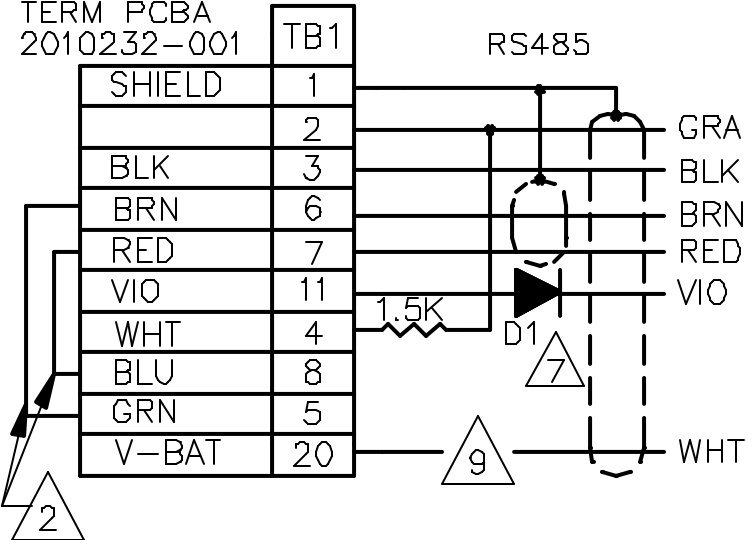 TERM PCBA
2010232-001
TB1
RS485
SHIELD 1
2 GRA
BLK 3 BLK
BRN 6 BRN
RED 7 RED
VIO 11 VIO
1.5K
WHT 4 D1
7
BLU 8
GRN 5
V-BAT 20 9 WHT
2